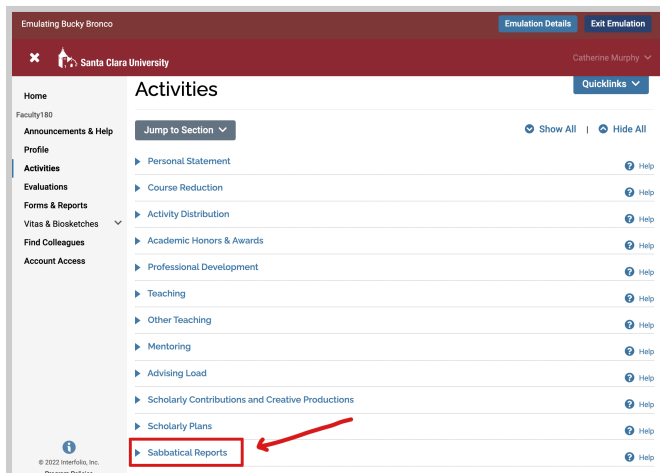 Emulating Bucky Bronco
Emulation Details
Exit Emulation
Santa Clara University
Catherine Murphy
Home
Faculty180
Announcements & Help
Profile
Activities
Evaluations
Forms & Reports
Vitas & Biosketches
Find Colleagues
Account Access
© 2022 Interfolio, Inc.
Program Policies
Activities
Quicklinks
Jump to Section
Show All | Hide All
Personal Statement Help
Course Reduction Help
Activity Distribution Help
Academic Honors & Awards Help
Professional Development Help
Teaching Help
Other Teaching Help
Mentoring Help
Advising Load Help
Scholarly Contributions and Creative Productions Help
Scholarly Plans Help
Sabbatical Reports Help